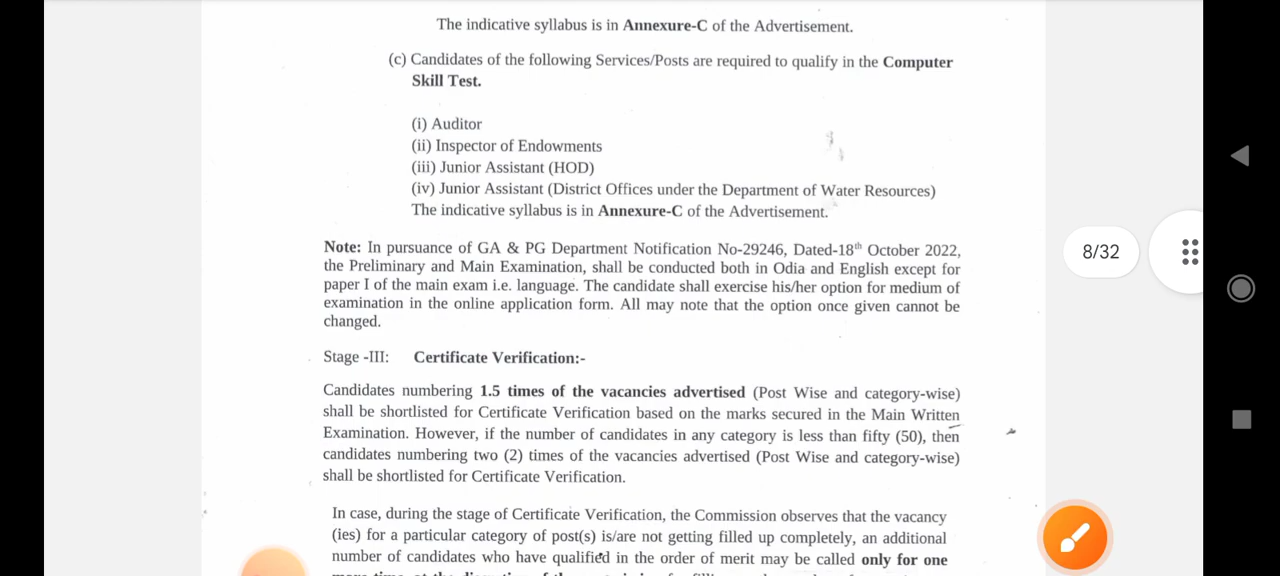 The indicative syllabus is in Annexure-C of the Advertisement.
(c) Candidates of the following Services/Posts are required to qualify in the Computer
Skill Test.
(i) Auditor
(ii) Inspector of Endowments
(iii) Junior Assistant (HOD)
(iv) Junior Assistant (District Offices under the Department of Water Resources)
The indicative syllabus is in Annexure-C of the Advertisement.
Note: In pursuance of GA & PG Department Notification No-29246, Dated-18th October 2022,
the Preliminary and Main Examination, shall be conducted both in Odia and English except for
paper I of the main exam i.e. language. The candidate shall exercise his/her option for medium of
examination in the online application form. All may note that the option once given cannot be
changed.
8/32
Stage -III: Certificate Verification:-
Candidates numbering 1.5 times of the vacancies advertised (Post Wise and category-wise)
shall be shortlisted for Certificate Verification based on the marks secured in the Main Written
Examination. However, if the number of candidates in any category is less than fifty (50), then
candidates numbering two (2) times of the vacancies advertised (Post Wise and category-wise)
shall be shortlisted for Certificate Verification.
In case, during the stage of Certificate Verification, the Commission observes that the vacancy
(ies) for a particular category of post(s) is/are not getting filled up completely, an additional
number of candidates who have qualified in the order of merit may be called only for one